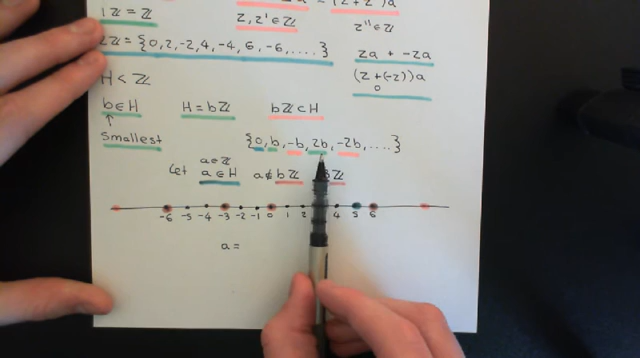 1ℤ = ℤ
z, z' ∈ ℤ
z'' ∈ ℤ
2ℤ = {0, 2, -2, 4, -4, 6, -6, ....}
za + -za
(z + (-z))a
0
H < ℤ
b ∈ H
H = bℤ
bℤ ⊂ H
↑
smallest
{0, b, -b, 2b, -2b, ....}
Let
a ∈ ℤ
a ∈ H
a ∉ bℤ
ℤ
-6 -5 -4 -3 -2 -1 0 1 2 4 5 6
a =